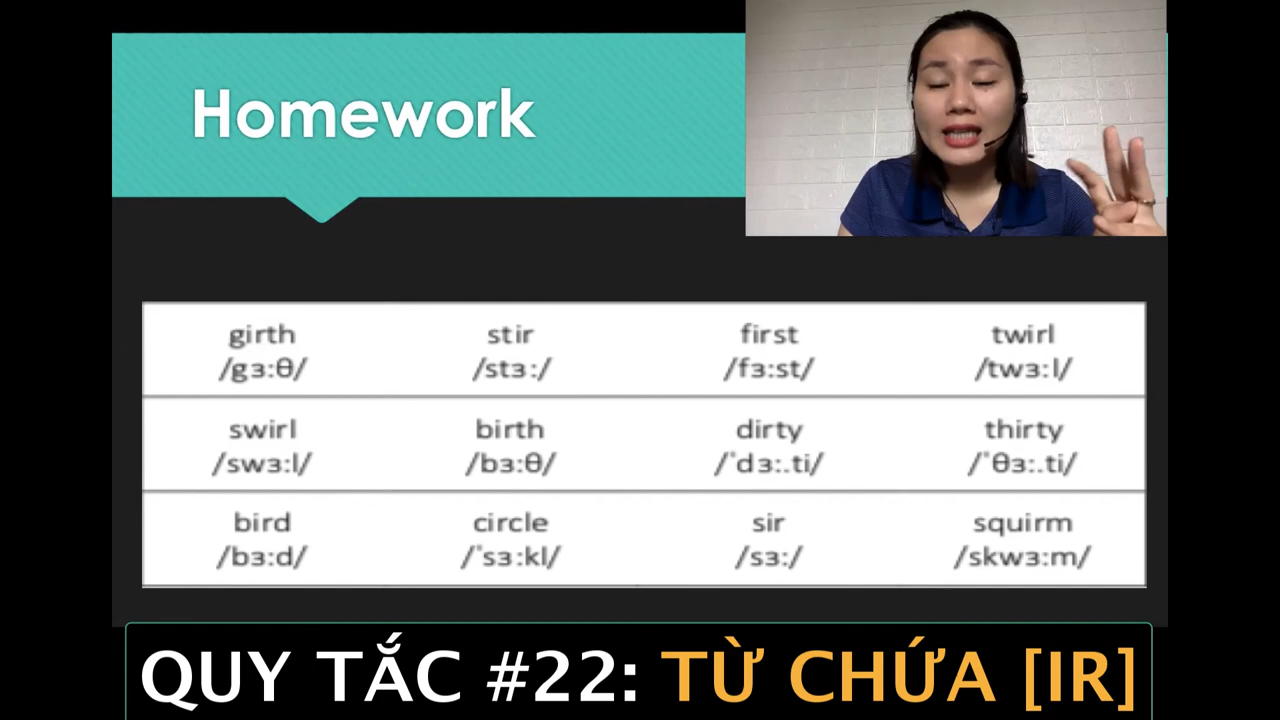 Homework
girth stir first twirl
/gɜ:θ/ /stɜ:/ /fɜ:st/ /twɜ:l/
swirl birth dirty thirty
/swɜ:l/ /bɜ:θ/ /ˈdɜ:.ti/ /ˈθɜ:.ti/
bird circle sir squirm
/bɜ:d/ /ˈsɜ:kl/ /sɜ:/ /skwɜ:m/
QUY TẮC #22: TỪ CHỨA [IR]